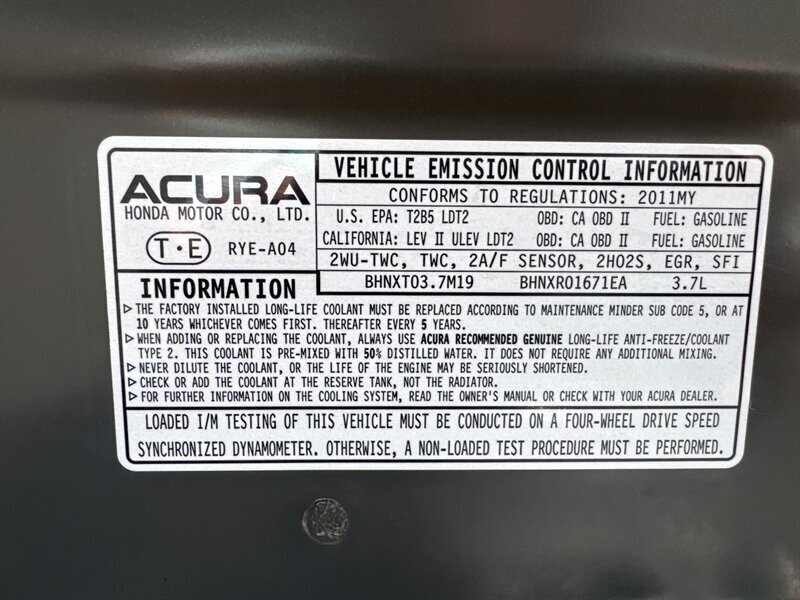 ACURA
HONDA MOTOR CO., LTD.
T·E RYE-A04
VEHICLE EMISSION CONTROL INFORMATION
CONFORMS TO REGULATIONS: 2011MY
U.S. EPA: T2B5 LDT2 OBD: CA OBD II FUEL: GASOLINE
CALIFORNIA: LEV II ULEV LDT2 OBD: CA OBD II FUEL: GASOLINE
2WU-TWC, TWC, 2A/F SENSOR, 2HO2S, EGR, SFI
BHNXT03.7M19 BHNXR01671EA 3.7L
INFORMATION
▷ THE FACTORY INSTALLED LONG-LIFE COOLANT MUST BE REPLACED ACCORDING TO MAINTENANCE MINDER SUB CODE 5, OR AT
10 YEARS WHICHEVER COMES FIRST. THEREAFTER EVERY 5 YEARS.
▷ WHEN ADDING OR REPLACING THE COOLANT, ALWAYS USE ACURA RECOMMENDED GENUINE LONG-LIFE ANTI-FREEZE/COOLANT
TYPE 2. THIS COOLANT IS PRE-MIXED WITH 50% DISTILLED WATER. IT DOES NOT REQUIRE ANY ADDITIONAL MIXING.
▷ NEVER DILUTE THE COOLANT, OR THE LIFE OF THE ENGINE MAY BE SERIOUSLY SHORTENED.
▷ CHECK OR ADD THE COOLANT AT THE RESERVE TANK, NOT THE RADIATOR.
▷ FOR FURTHER INFORMATION ON THE COOLING SYSTEM, READ THE OWNER'S MANUAL OR CHECK WITH YOUR ACURA DEALER.
LOADED I/M TESTING OF THIS VEHICLE MUST BE CONDUCTED ON A FOUR-WHEEL DRIVE SPEED
SYNCHRONIZED DYNAMOMETER. OTHERWISE, A NON-LOADED TEST PROCEDURE MUST BE PERFORMED.